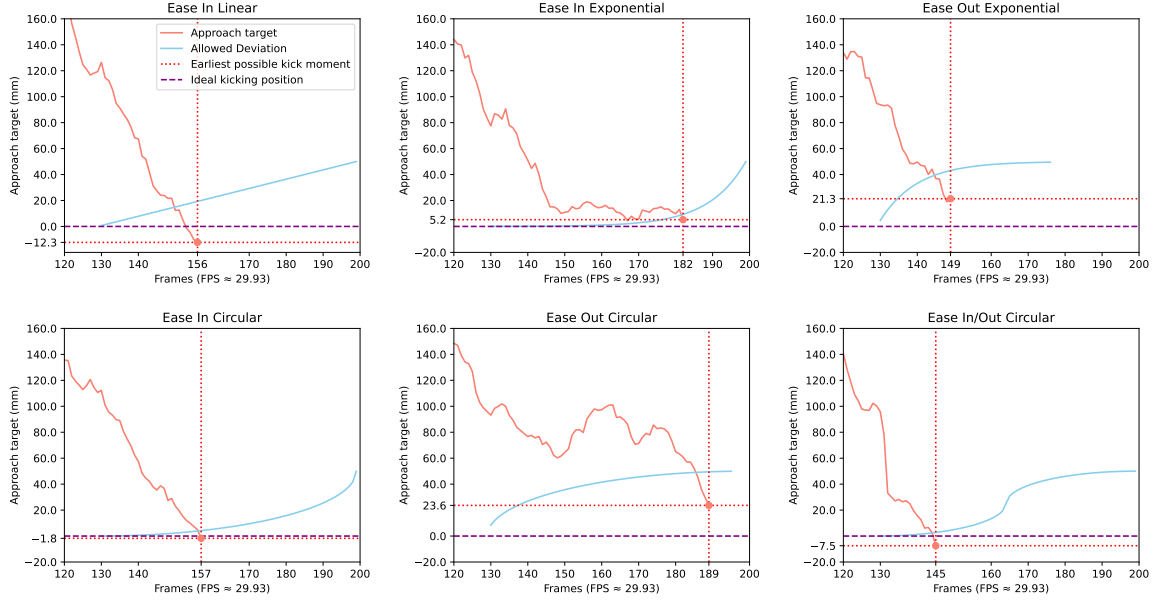 Ease In Linear
160.0
140.0
120.0
100.0
80.0
60.0
40.0
20.0
0.0
−12.3
Approach target (mm)
120 130 140 150 156 170 180 190 200
Frames (FPS ≈ 29.93)
Approach target
Allowed Deviation
Earliest possible kick moment
Ideal kicking position
Ease In Exponential
160.0
140.0
120.0
100.0
80.0
60.0
40.0
20.0
5.2
−20.0
Approach target (mm)
120 130 140 150 160 170 182 190 200
Frames (FPS ≈ 29.93)
Ease Out Exponential
160.0
140.0
120.0
100.0
80.0
60.0
40.0
21.3
0.0
−20.0
Approach target (mm)
120 130 140 149 160 170 180 190 200
Frames (FPS ≈ 29.93)
Ease In Circular
160.0
140.0
120.0
100.0
80.0
60.0
40.0
20.0
−1.8
−20.0
Approach target (mm)
120 130 140 157 170 180 190 200
Frames (FPS ≈ 29.93)
Ease Out Circular
160.0
140.0
120.0
100.0
80.0
60.0
40.0
23.6
0.0
−20.0
Approach target (mm)
120 130 140 150 160 170 180 189 200
Frames (FPS ≈ 29.93)
Ease In/Out Circular
160.0
140.0
120.0
100.0
80.0
60.0
40.0
20.0
0.0
−7.5
−20.0
Approach target (mm)
120 130 145 160 170 180 190 200
Frames (FPS ≈ 29.93)